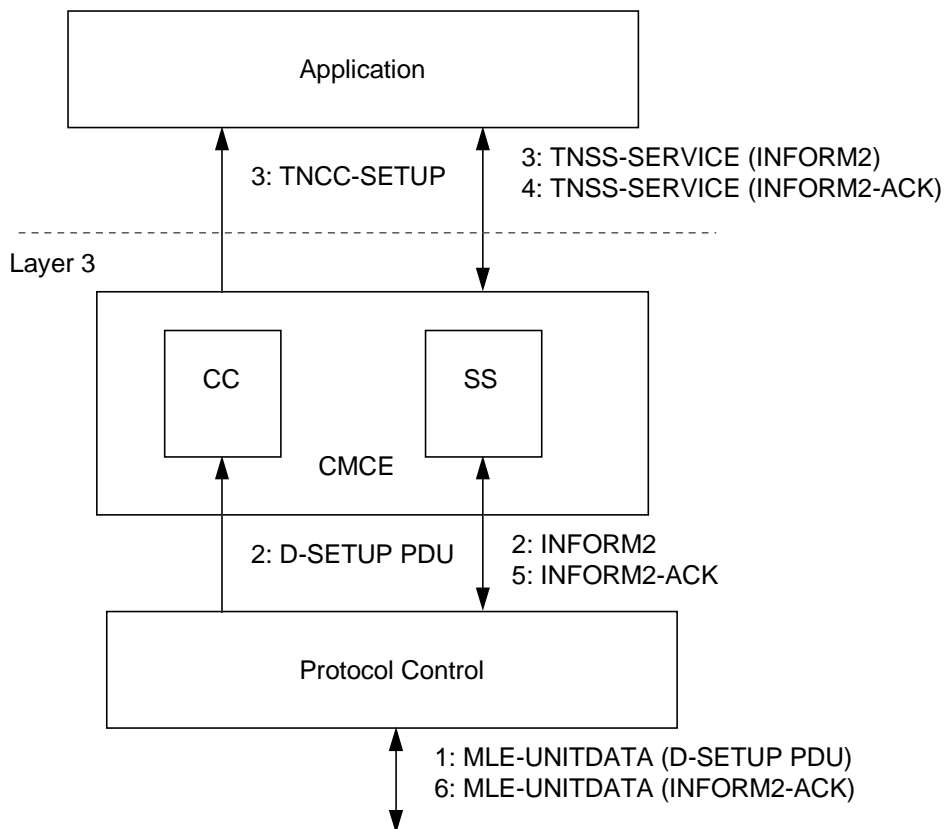 Application
3: TNCC-SETUP
3: TNSS-SERVICE (INFORM2)
4: TNSS-SERVICE (INFORM2-ACK)
Layer 3
CC
SS
CMCE
2: D-SETUP PDU
2: INFORM2
5: INFORM2-ACK
Protocol Control
1: MLE-UNITDATA (D-SETUP PDU)
6: MLE-UNITDATA (INFORM2-ACK)